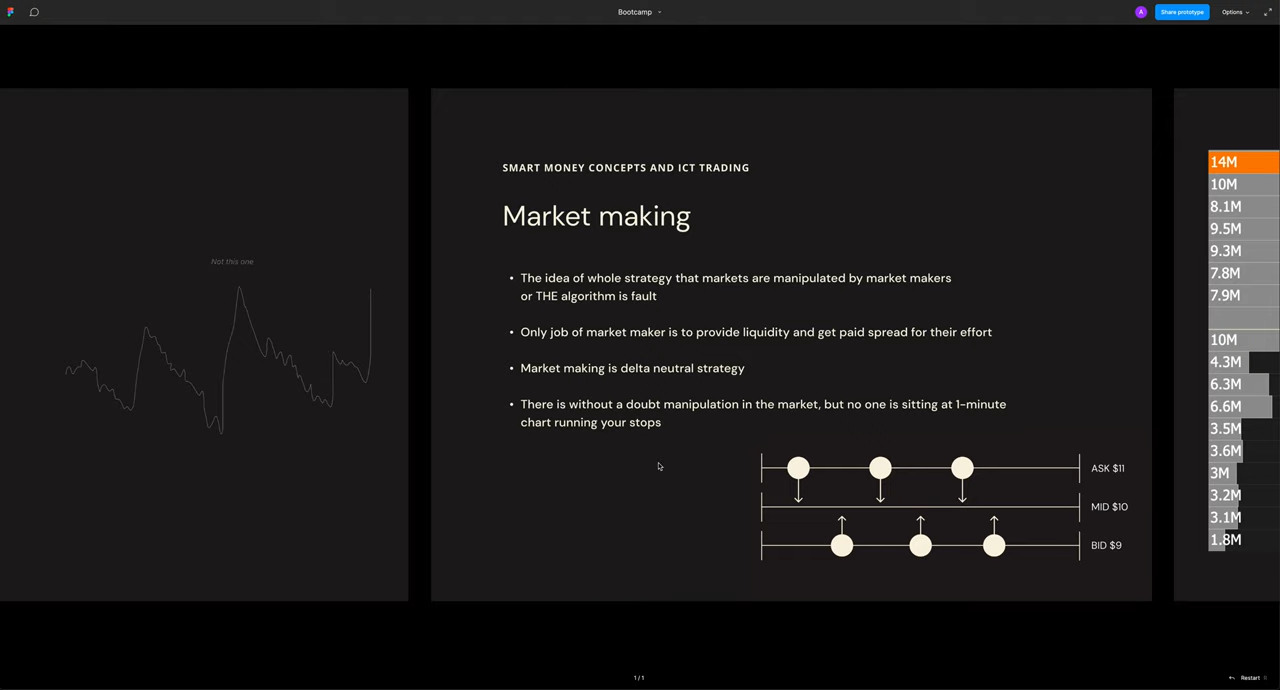 Bootcamp
A
Share prototype
Options
Not this one
SMART MONEY CONCEPTS AND ICT TRADING
Market making
• The idea of whole strategy that markets are manipulated by market makers
or THE algorithm is fault
• Only job of market maker is to provide liquidity and get paid spread for their effort
• Market making is delta neutral strategy
• There is without a doubt manipulation in the market, but no one is sitting at 1-minute
chart running your stops
ASK $11
MID $10
BID $9
14M
10M
8.1M
9.5M
9.3M
7.8M
7.9M
10M
4.3M
6.3M
6.6M
3.5M
3.6M
3M
3.2M
3.1M
1.8M
1 / 1
Restart R